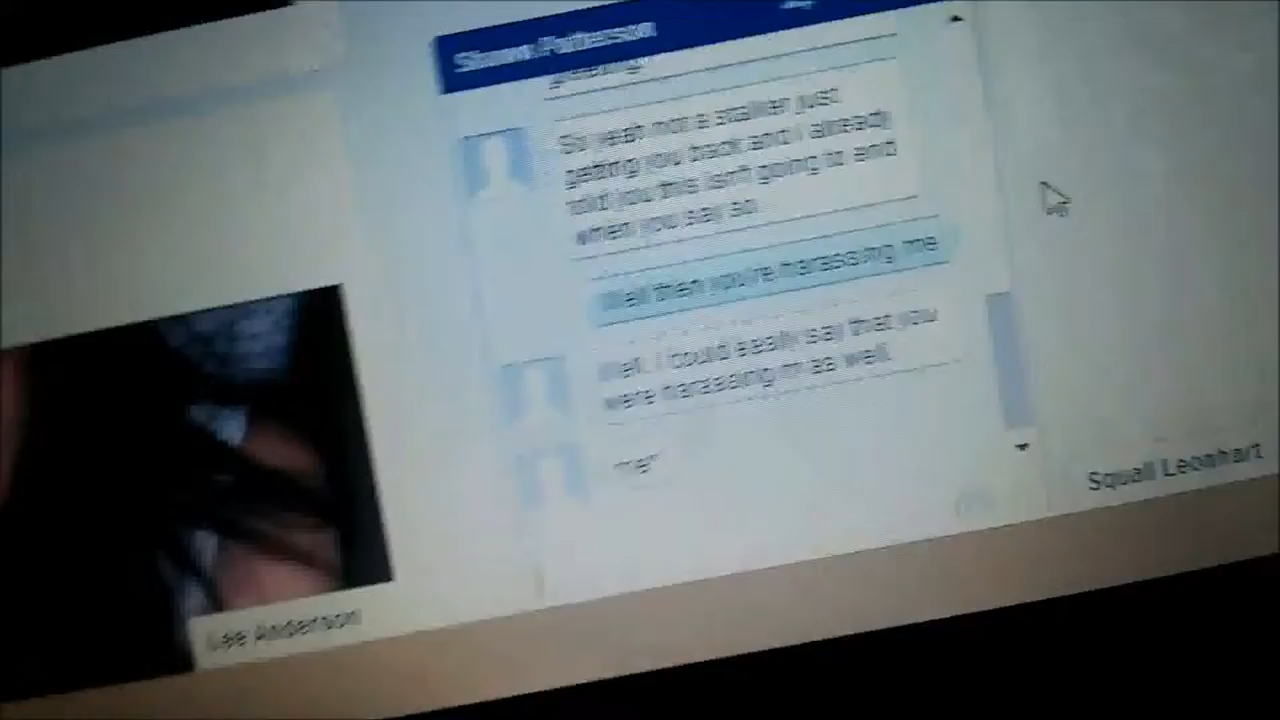 Shawn Patterson
So yeah not a stalker just
getting you back and i already
told you this isn't going to end
when you say so
Well then you're harassing me
Well, I could easily say that you
were harassing m as well.
me*
Squall Leonhart
Lee Anderson